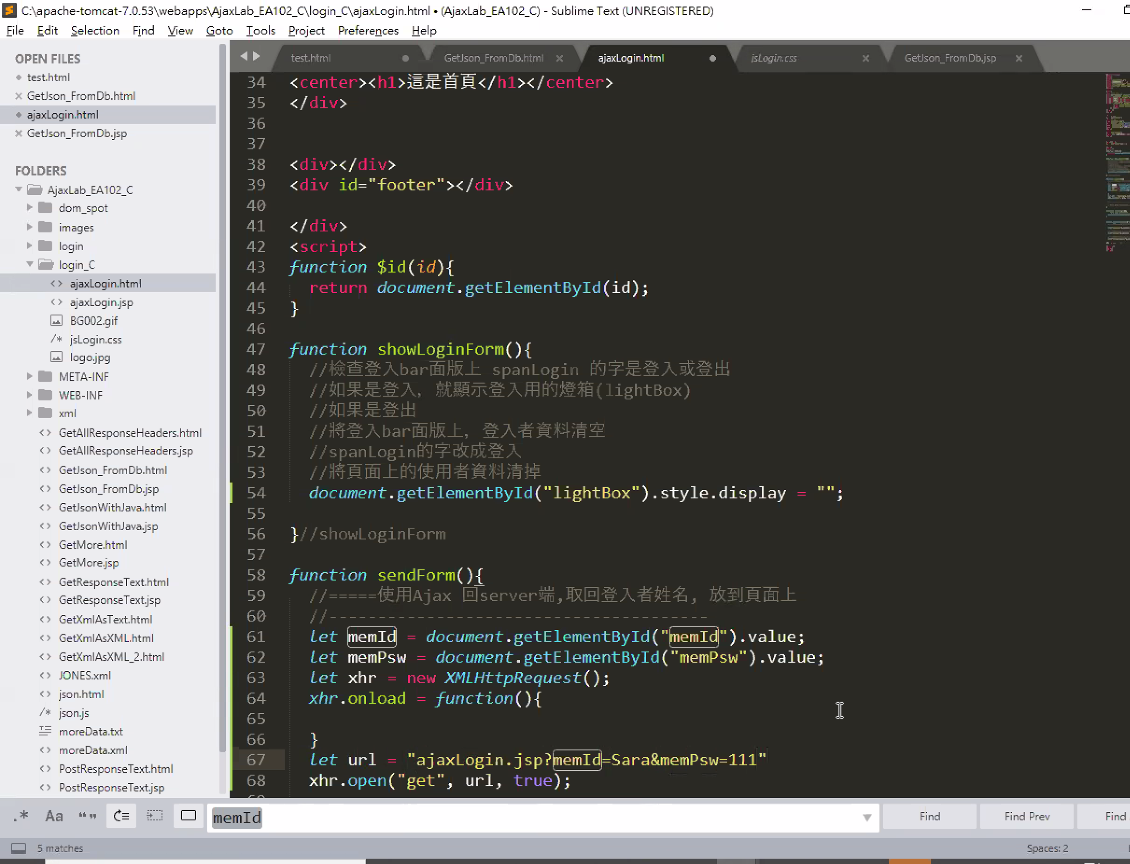 C:\apache-tomcat-7.0.53\webapps\AjaxLab_EA102_C\login_C\ajaxLogin.html • (AjaxLab_EA102_C) - Sublime Text (UNREGISTERED)
File Edit Selection Find View Goto Tools Project Preferences Help
OPEN FILES
test.html
GetJson_FromDb.html
ajaxLogin.html
GetJson_FromDb.jsp
FOLDERS
AjaxLab_EA102_C
dom_spot
images
login
login_C
ajaxLogin.html
ajaxLogin.jsp
BG002.gif
jsLogin.css
logo.jpg
META-INF
WEB-INF
xml
GetAllResponseHeaders.html
GetAllResponseHeaders.jsp
GetJson_FromDb.html
GetJson_FromDb.jsp
GetJsonWithJava.html
GetJsonWithJava.jsp
GetMore.html
GetMore.jsp
GetResponseText.html
GetResponseText.jsp
GetXmlAsText.html
GetXmlAsXML.html
GetXmlAsXML_2.html
JONES.xml
json.html
json.js
moreData.txt
moreData.xml
PostResponseText.html
PostResponseText.jsp
test.html GetJson_FromDb.html ajaxLogin.html jsLogin.css GetJson_FromDb.jsp
34 <center><h1>這是首頁</h1></center>
35 </div>
36
37
38 <div></div>
39 <div id="footer"></div>
40
41 </div>
42 <script>
43 function $id(id){
44 return document.getElementById(id);
45 }
46
47 function showLoginForm(){
48 //檢查登入bar面版上 spanLogin 的字是登入或登出
49 //如果是登入, 就顯示登入用的燈箱(lightBox)
50 //如果是登出
51 //將登入bar面版上, 登入者資料清空
52 //spanLogin的字改成登入
53 //將頁面上的使用者資料清掉
54 document.getElementById("lightBox").style.display = "";
55
56 }//showLoginForm
57
58 function sendForm(){
59 //=====使用Ajax 回server端,取回登入者姓名, 放到頁面上
60 //---------------------------------------
61 let memId = document.getElementById("memId").value;
62 let memPsw = document.getElementById("memPsw").value;
63 let xhr = new XMLHttpRequest();
64 xhr.onload = function(){
65
66 }
67 let url = "ajaxLogin.jsp?memId=Sara&memPsw=111"
68 xhr.open("get", url, true);
.* Aa memId Find Find Prev Find
5 matches Spaces: 2